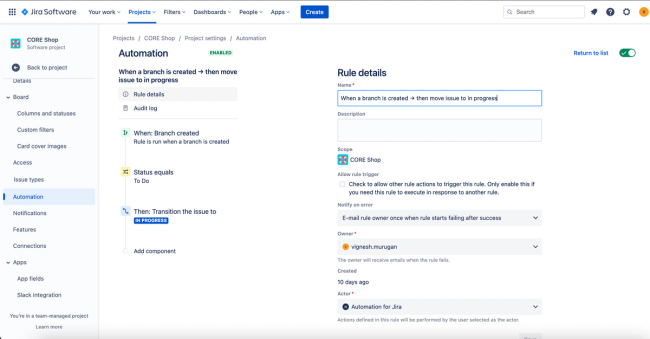 Jira Software
Your work
Projects
Filters
Dashboards
People
Apps
Create
Search
CORE Shop
Software project
Back to project
Details
Board
Columns and statuses
Custom filters
Card cover images
Access
Issue types
Automation
Notifications
Features
Connections
Apps
App fields
Slack integration
You're in a team-managed project
Learn more
Projects / CORE Shop / Project settings / Automation
Automation
ENABLED
Return to list
When a branch is created → then move
issue to in progress
Rule details
Audit log
When: Branch created
Rule is run when a branch is created
Status equals
To Do
Then: Transition the issue to
IN PROGRESS
Add component
Rule details
Name*
When a branch is created → then move issue to in progress
Description
Scope
CORE Shop
Allow rule trigger
Check to allow other rule actions to trigger this rule. Only enable this if
you need this rule to execute in response to another rule.
Notify on error
E-mail rule owner once when rule starts failing after success
Owner*
vignesh.murugan
The owner will receive emails when the rule fails.
Created
10 days ago
Actor*
Automation for Jira
Actions defined in this rule will be performed by the user selected as the actor.